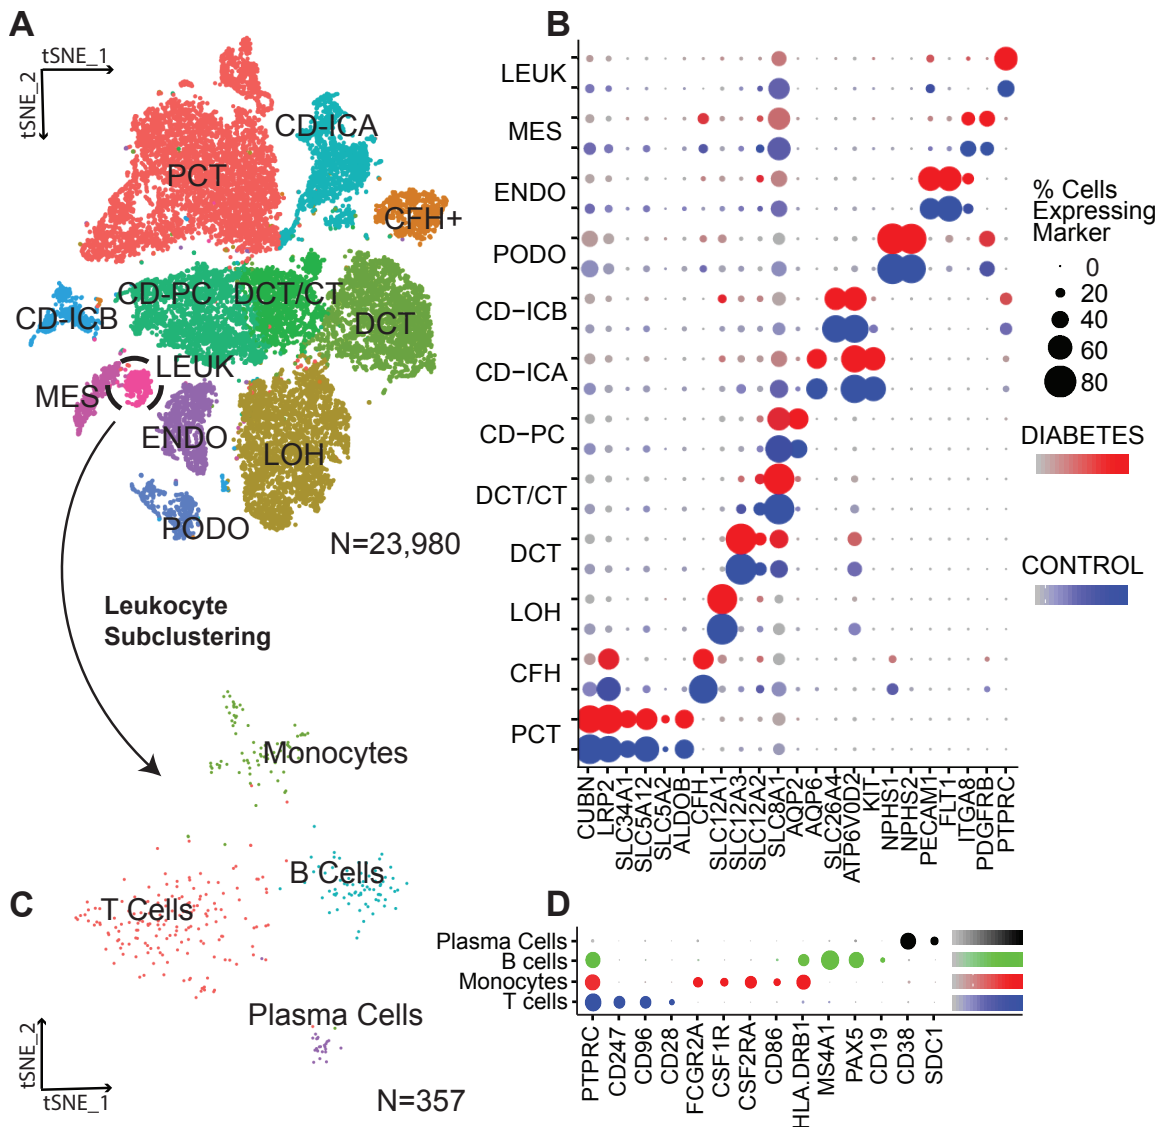 A
tSNE_1
tSNE_2
CD-ICA
PCT
CFH+
CD-PC
DCT/CT
CD-ICB
DCT
LEUK
MES
ENDO
LOH
PODO
N=23,980
Leukocyte
Subclustering
B
LEUK
MES
ENDO
PODO
CD−ICB
CD−ICA
CD−PC
DCT/CT
DCT
LOH
CFH
PCT
CUBN
LRP2
SLC34A1
SLC5A12
SLC5A2
ALDOB
CFH
SLC12A1
SLC12A3
SLC12A2
SLC8A1
AQP2
AQP6
SLC26A4
ATP6V0D2
KIT
NPHS1
NPHS2
PECAM1
FLT1
ITGA8
PDGFRB
PTPRC
% Cells
Expressing
Marker
0
20
40
60
80
DIABETES
CONTROL
C
Monocytes
B Cells
T Cells
Plasma Cells
tSNE_2
tSNE_1
N=357
D
Plasma Cells
B cells
Monocytes
T cells
PTPRC
CD247
CD96
CD28
FCGR2A
CSF1R
CSF2RA
CD86
HLA.DRB1
MS4A1
PAX5
CD19
CD38
SDC1